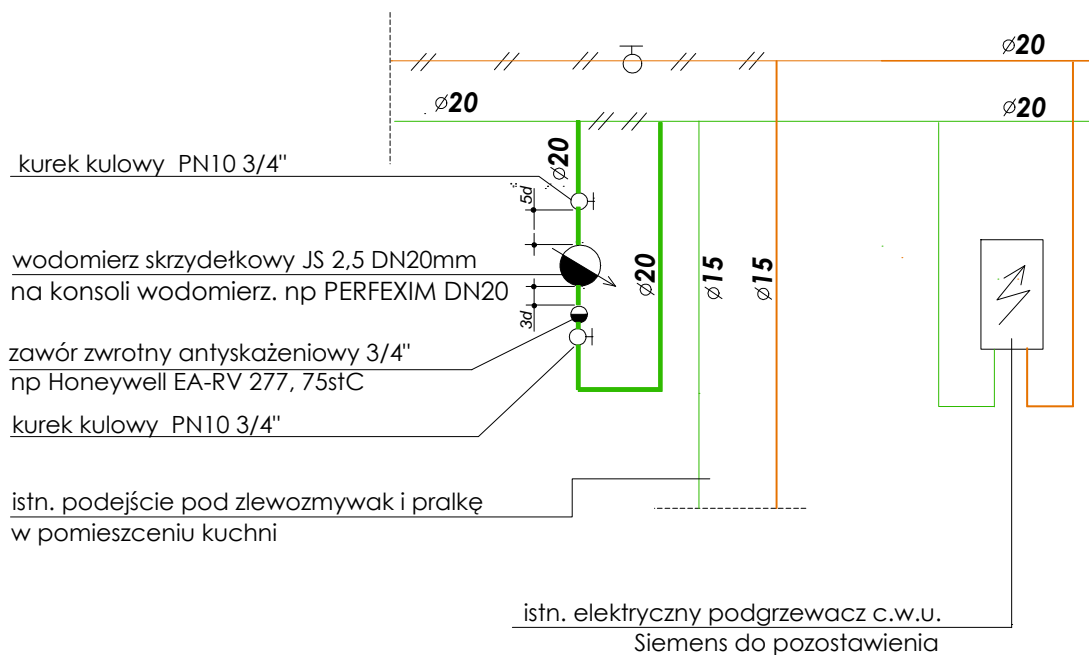 ⌀20
⌀20
⌀20
kurek kulowy PN10 3/4"
⌀20
5d
wodomierz skrzydełkowy JS 2,5 DN20mm
na konsoli wodomierz. np PERFEXIM DN20
⌀20
⌀15
⌀15
3d
zawór zwrotny antyskażeniowy 3/4"
np Honeywell EA-RV 277, 75stC
kurek kulowy PN10 3/4"
istn. podejście pod zlewozmywak i pralkę
w pomieszceniu kuchni
istn. elektryczny podgrzewacz c.w.u.
Siemens do pozostawienia